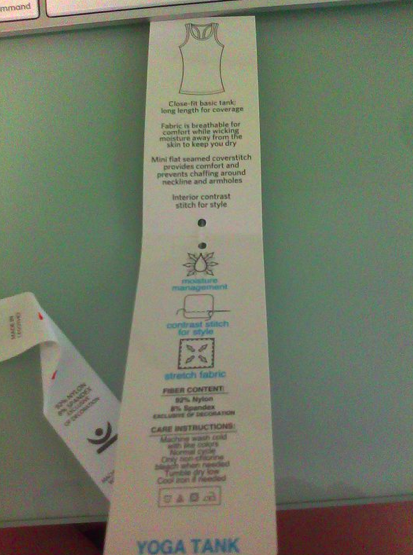 mmand
Close-fit basic tank:
long length for coverage
Fabric is breathable for
comfort while wicking
moisture away from the
skin to keep you dry
Mini flat seamed coverstitch
provides comfort and
prevents chaffing around
neckline and armholes
Interior contrast
stitch for style
moisture
management
contrast stitch
for style
stretch fabric
FIBER CONTENT:
92% Nylon
8% Spandex
EXCLUSIVE OF DECORATION
CARE INSTRUCTIONS:
Machine wash cold
with like colors
Normal cycle
Only non-chlorine
bleach when needed
Tumble dry low
Cool iron if needed
YOGA TANK
MADE IN
92% NYLON
8% SPANDEX
EXCLUSIVE
OF DECORATION